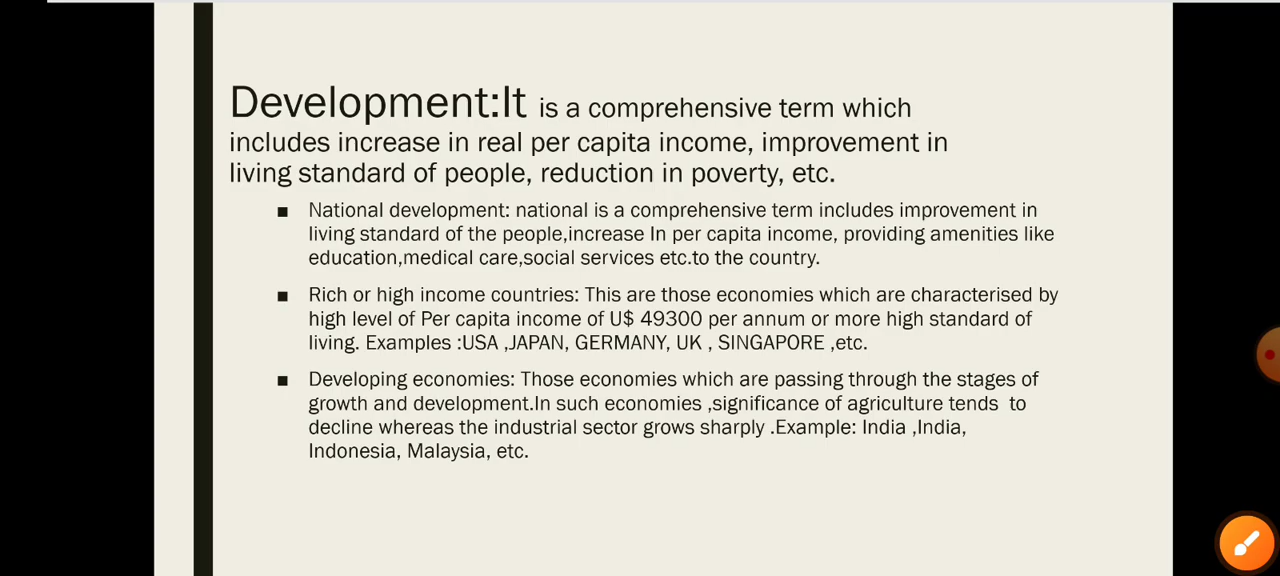 Development:It is a comprehensive term which
includes increase in real per capita income, improvement in
living standard of people, reduction in poverty, etc.
■ National development: national is a comprehensive term includes improvement in
living standard of the people,increase In per capita income, providing amenities like
education,medical care,social services etc.to the country.
■ Rich or high income countries: This are those economies which are characterised by
high level of Per capita income of U$ 49300 per annum or more high standard of
living. Examples :USA ,JAPAN, GERMANY, UK , SINGAPORE ,etc.
■ Developing economies: Those economies which are passing through the stages of
growth and development.In such economies ,significance of agriculture tends  to
decline whereas the industrial sector grows sharply .Example: India ,India,
Indonesia, Malaysia, etc.